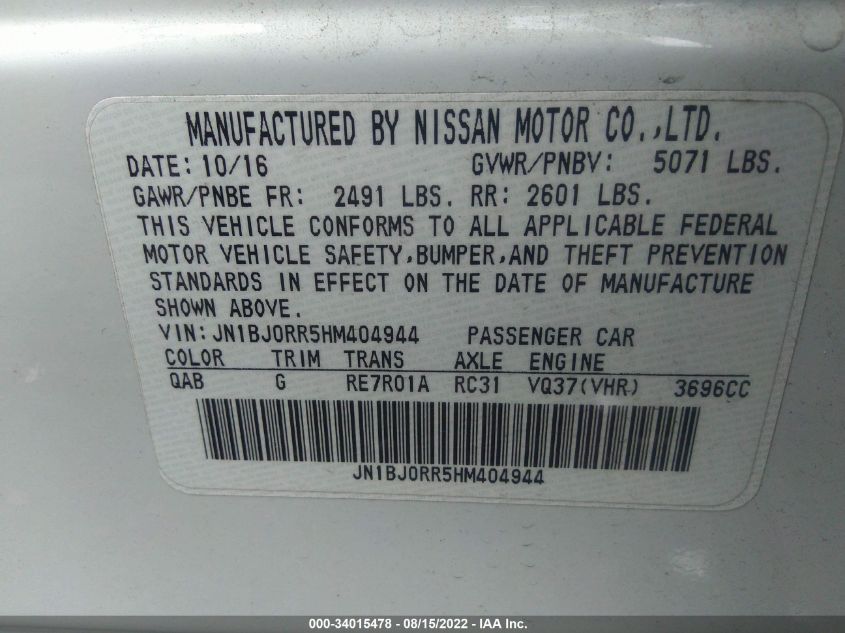 MANUFACTURED BY NISSAN MOTOR CO.,LTD.
DATE: 10/16 GVWR/PNBV: 5071 LBS.
GAWR/PNBE FR: 2491 LBS. RR: 2601 LBS.
THIS VEHICLE CONFORMS TO ALL APPLICABLE FEDERAL
MOTOR VEHICLE SAFETY,BUMPER,AND THEFT PREVENTION
STANDARDS IN EFFECT ON THE DATE OF MANUFACTURE
SHOWN ABOVE.
VIN:JN1BJ0RR5HM404944 PASSENGER CAR
COLOR TRIM TRANS AXLE ENGINE
QAB G RE7R01A RC31 VQ37(VHR) 3696CC
JN1BJ0RR5HM404944
000-34015478 - 08/15/2022 - IAA Inc.